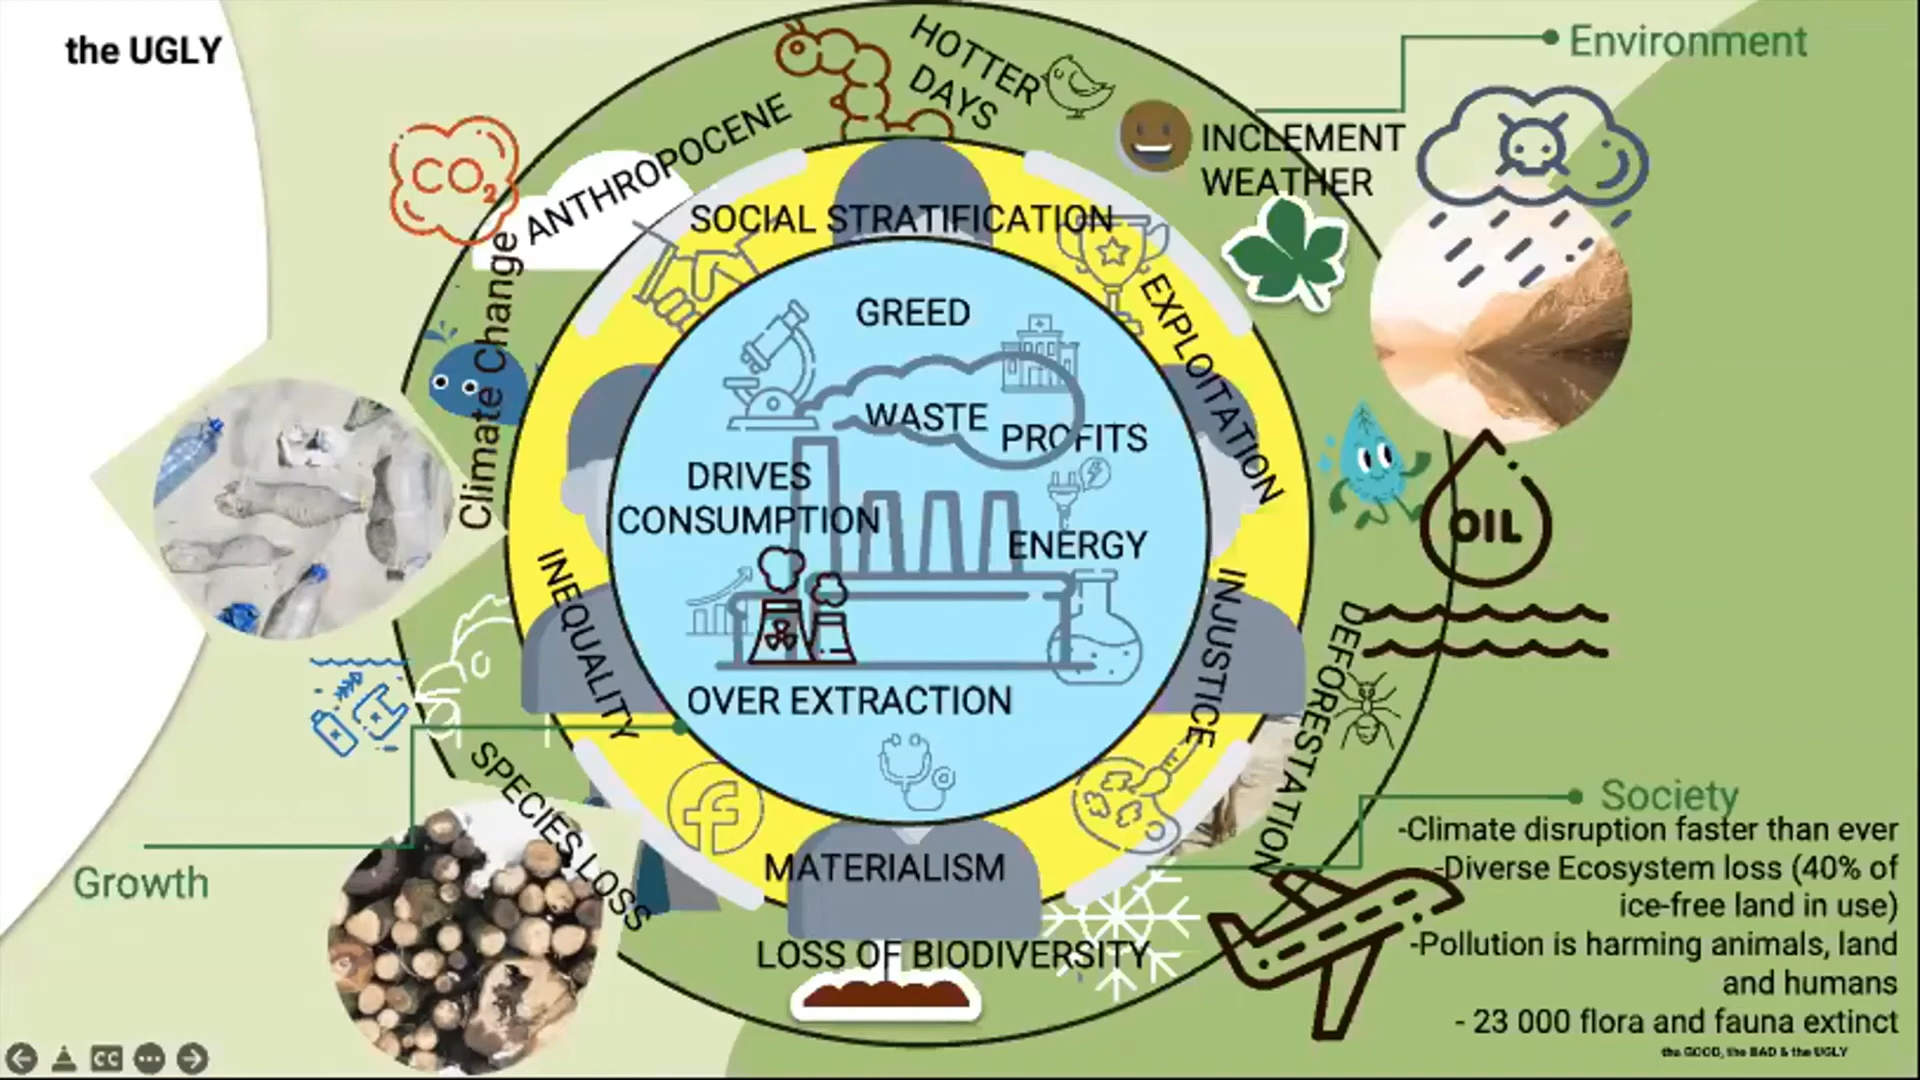 the UGLY
Environment
HOTTER
DAYS
ANTHROPOCENE
INCLEMENT
WEATHER
CO₂
Climate Change
SOCIAL STRATIFICATION
EXPLOITATION
GREED
WASTE
PROFITS
DRIVES
CONSUMPTION
ENERGY
OIL
INEQUALITY
INJUSTICE
DEFORESTATION
OVER EXTRACTION
SPECIES LOSS
Growth
MATERIALISM
LOSS OF BIODIVERSITY
Society
-Climate disruption faster than ever
-Diverse Ecosystem loss (40% of
ice-free land in use)
-Pollution is harming animals, land
and humans
- 23 000 flora and fauna extinct
the GOOD, the BAD & the UGLY
CC